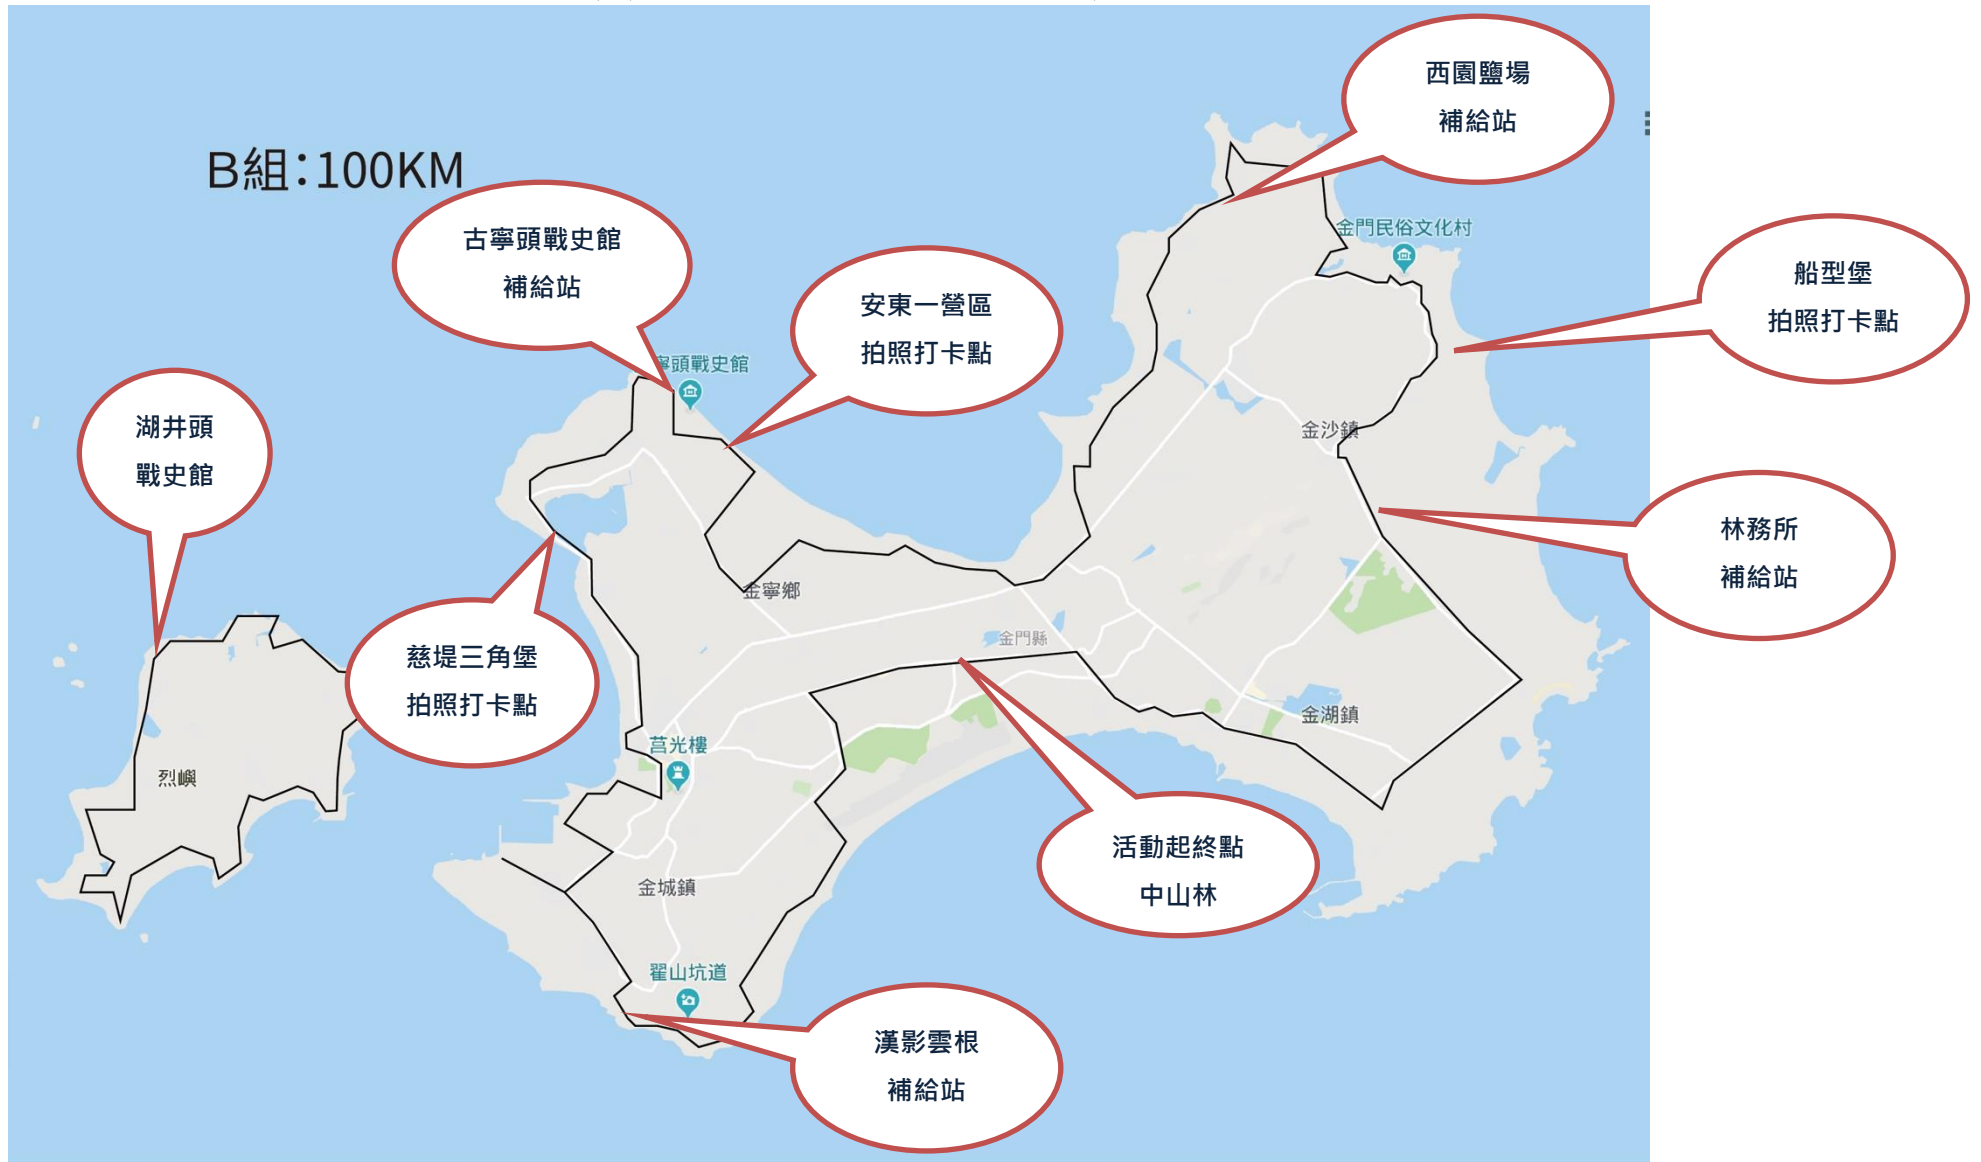 西園鹽場
補給站
B組:100KM
古寧頭戰史館
補給站
金門民俗文化村
船型堡
拍照打卡點
安東一營區
拍照打卡點
寧頭戰史館
湖井頭
戰史館
金沙鎮
林務所
補給站
金寧鄉
金門縣
慈堤三角堡
拍照打卡點
金湖鎮
莒光樓
烈嶼
活動起終點
中山林
金城鎮
翟山坑道
漢影雲根
補給站